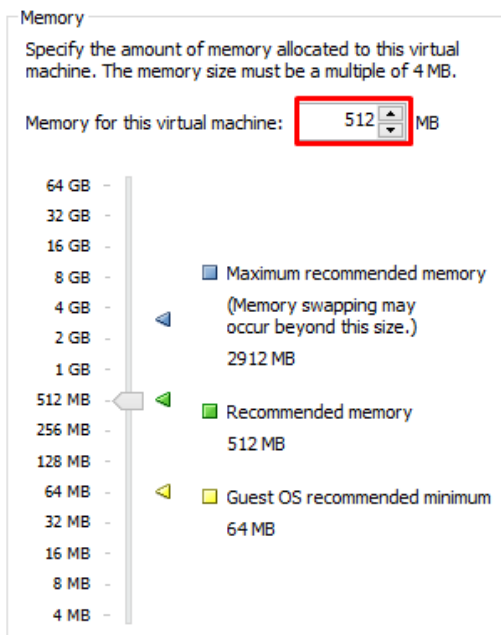 Memory
Specify the amount of memory allocated to this virtual
machine. The memory size must be a multiple of 4 MB.
Memory for this virtual machine: 512 MB
64 GB
32 GB
16 GB
8 GB
4 GB
2 GB
1 GB
512 MB
256 MB
128 MB
64 MB
32 MB
16 MB
8 MB
4 MB
Maximum recommended memory
(Memory swapping may
occur beyond this size.)
2912 MB
Recommended memory
512 MB
Guest OS recommended minimum
64 MB